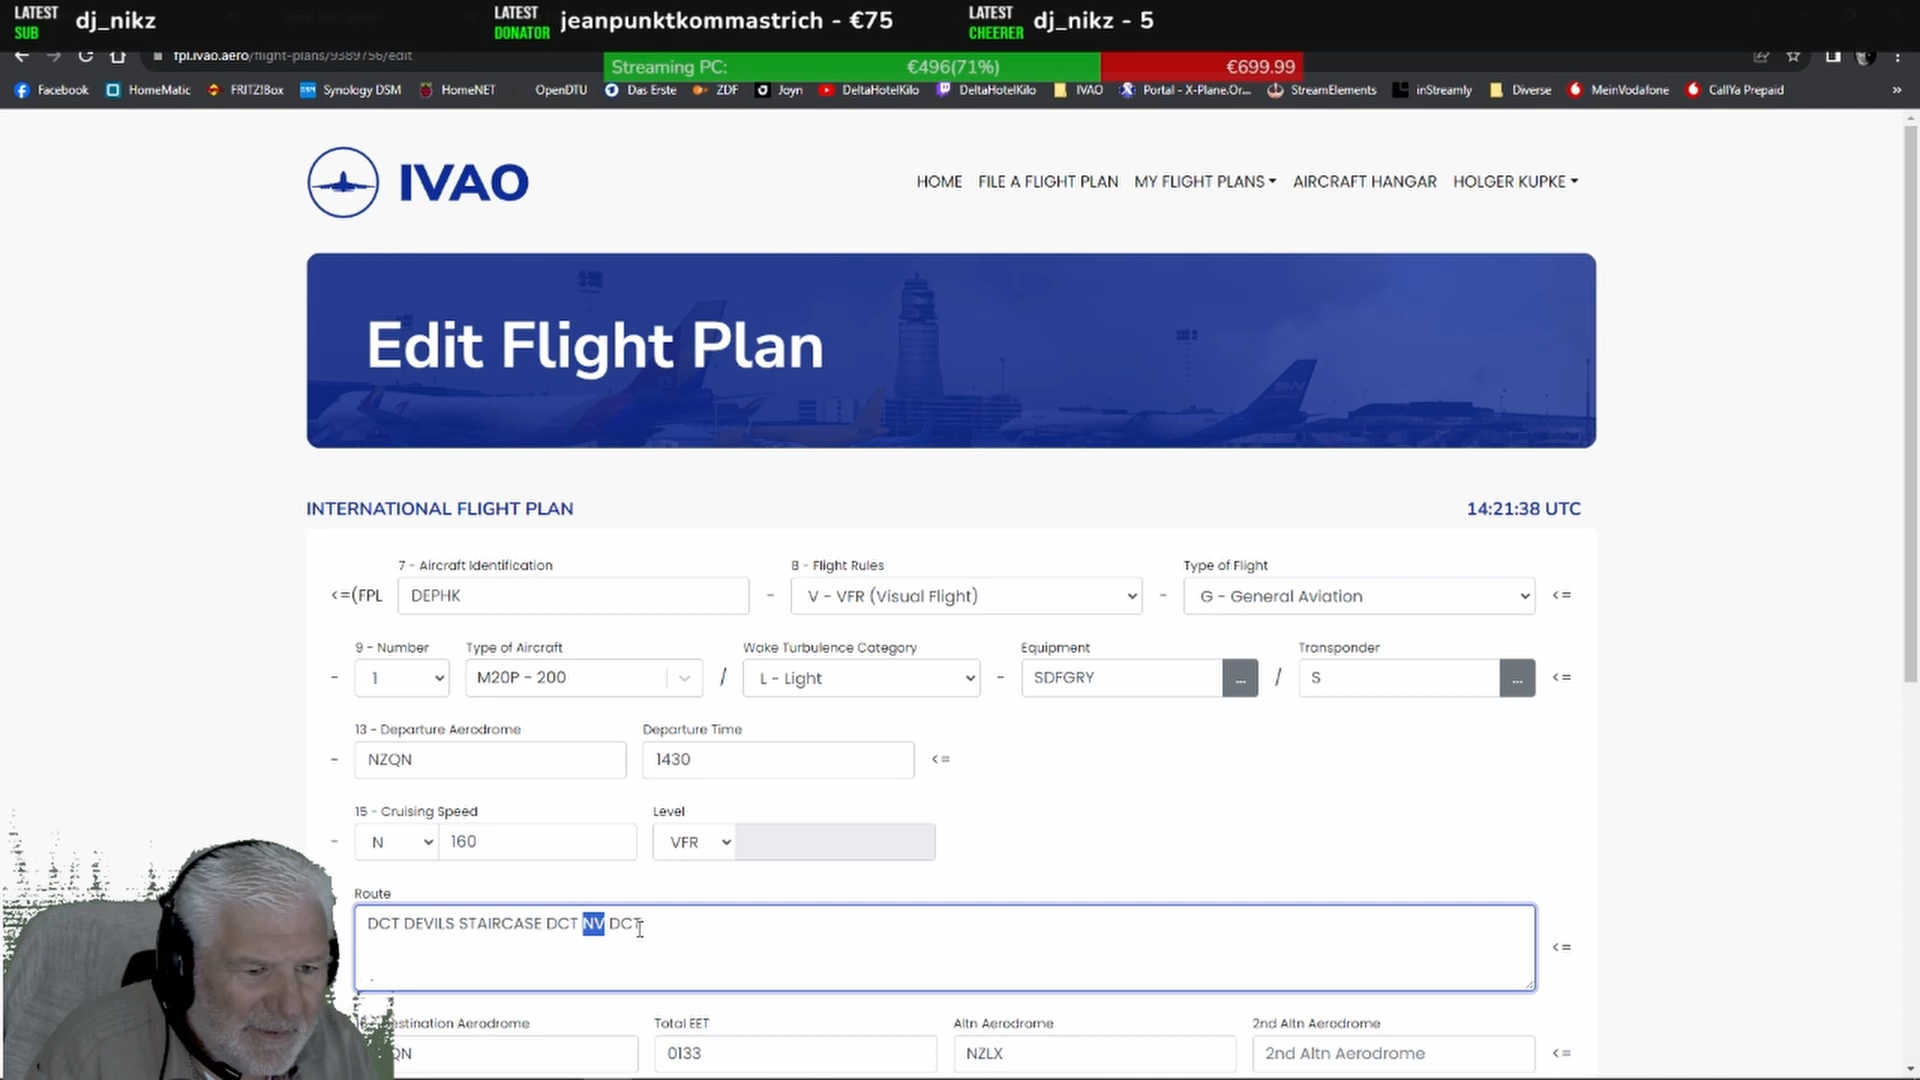 LATEST SUB dj_nikz LATEST DONATOR jeanpunktkommastrich - €75 LATEST CHEERER dj_nikz - 5
fpl.ivao.aero/flight-plans/9389756/edit
Streaming PC: €496(71%) €699.99
Facebook HomeMatic FRITZ!Box Synology DSM HomeNET OpenDTU Das Erste ZDF Joyn DeltaHotelKilo DeltaHotelKilo IVAO Portal - X-Plane.Or... StreamElements inStreamly Diverse MeinVodafone CallYa Prepaid »
IVAO
HOME FILE A FLIGHT PLAN MY FLIGHT PLANS AIRCRAFT HANGAR HOLGER KUPKE
Edit Flight Plan
INTERNATIONAL FLIGHT PLAN 14:21:38 UTC
7 - Aircraft Identification 8 - Flight Rules Type of Flight
<=(FPL DEPHK - V - VFR (Visual Flight) - G - General Aviation <=
9 - Number Type of Aircraft Wake Turbulence Category Equipment Transponder
- 1 M20P - 200 / L - Light - SDFGRY ... / S ... <=
13 - Departure Aerodrome Departure Time
- NZQN 1430 <=
15 - Cruising Speed Level
- N 160 VFR
Route
DCT DEVILS STAIRCASE DCT NV DCT
<=
estination Aerodrome Total EET Altn Aerodrome 2nd Altn Aerodrome
QN 0133 NZLX 2nd Altn Aerodrome <=